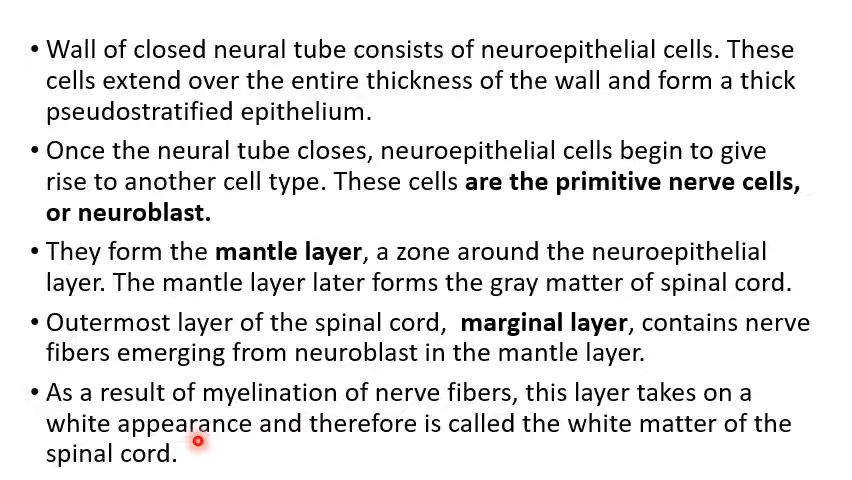 • Wall of closed neural tube consists of neuroepithelial cells. These
cells extend over the entire thickness of the wall and form a thick
pseudostratified epithelium.
• Once the neural tube closes, neuroepithelial cells begin to give
rise to another cell type. These cells are the primitive nerve cells,
or neuroblast.
• They form the mantle layer, a zone around the neuroepithelial
layer. The mantle layer later forms the gray matter of spinal cord.
• Outermost layer of the spinal cord, marginal layer, contains nerve
fibers emerging from neuroblast in the mantle layer.
• As a result of myelination of nerve fibers, this layer takes on a
white appearance and therefore is called the white matter of the
spinal cord.